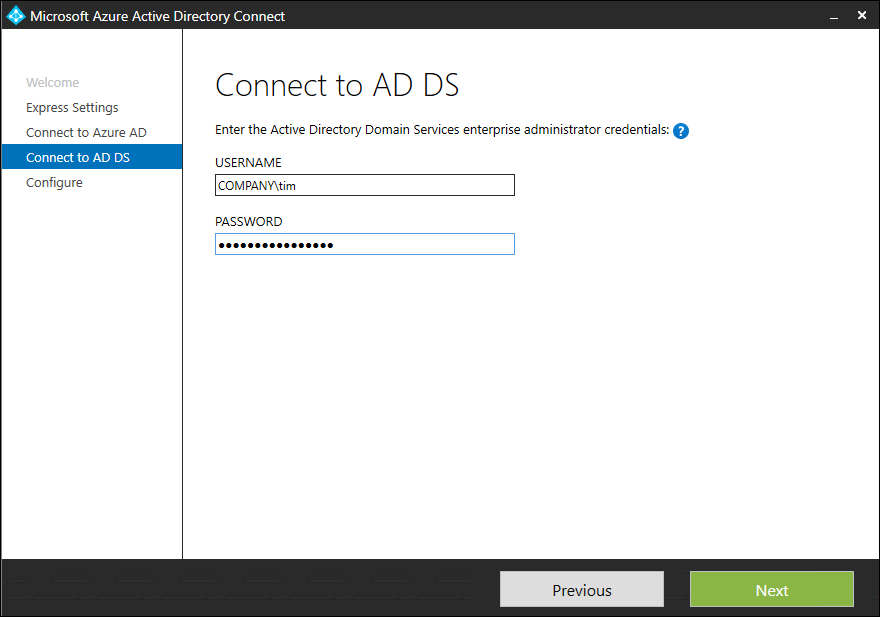 Microsoft Azure Active Directory Connect
Welcome
Express Settings
Connect to Azure AD
Connect to AD DS
Configure
Connect to AD DS
Enter the Active Directory Domain Services enterprise administrator credentials: ?
USERNAME
COMPANY\tim
PASSWORD
●●●●●●●●●●●●●●●●
Previous
Next